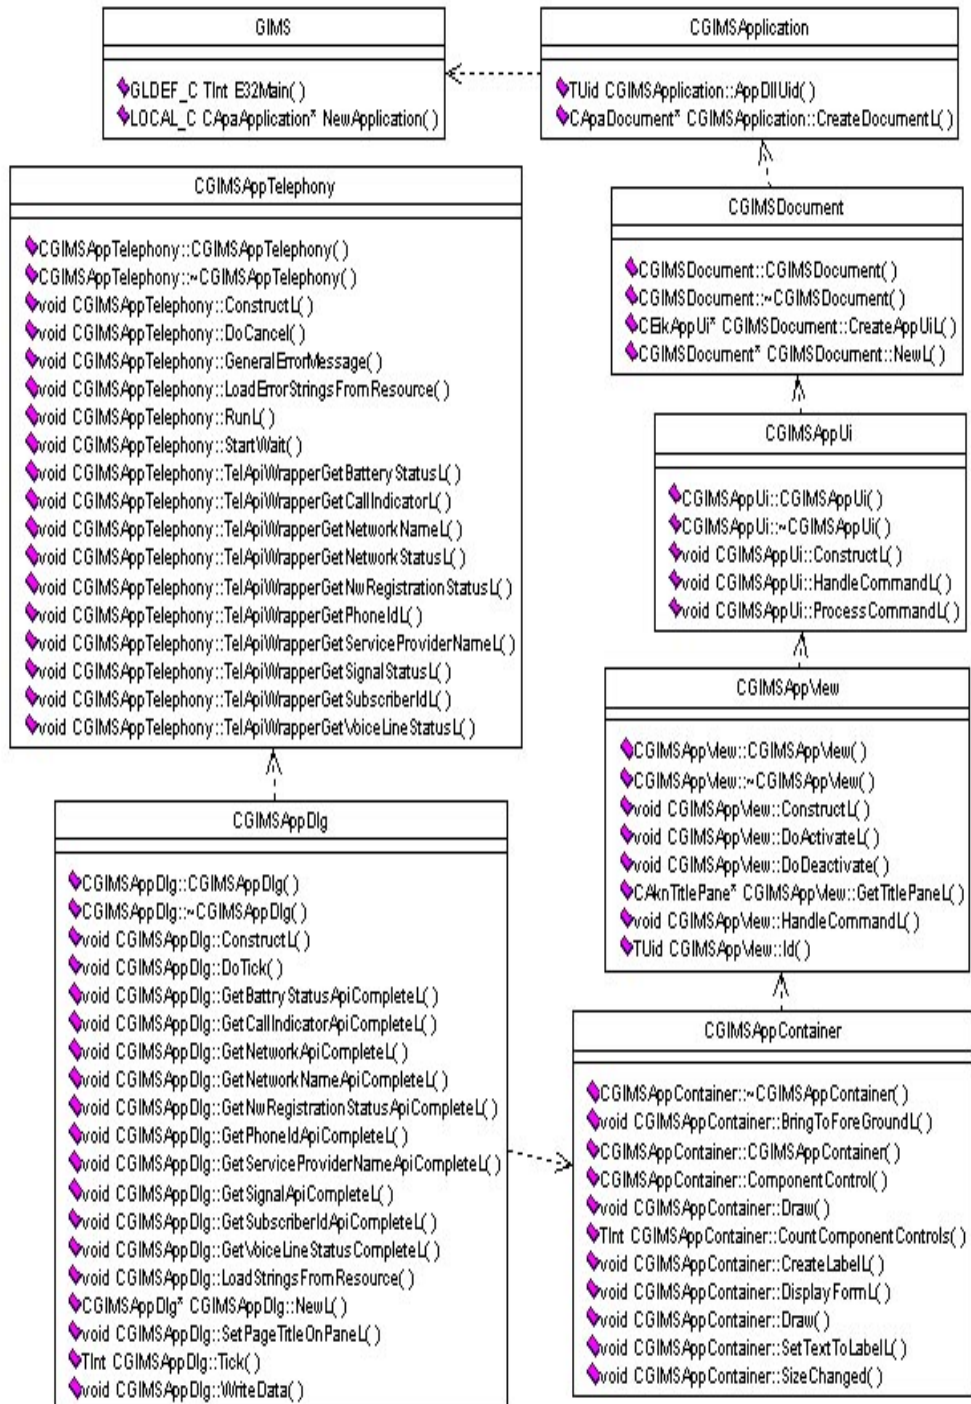 GIMS
GLDEF_C TInt E32Main()
LOCAL_C CApaApplication* NewApplication()
CGIMSApplication
TUid CGIMSApplication::AppDllUid()
CApaDocument* CGIMSApplication::CreateDocumentL()
CGIMSAppTelephony
CGIMSAppTelephony::CGIMSAppTelephony()
CGIMSAppTelephony::~CGIMSAppTelephony()
void CGIMSAppTelephony::ConstructL()
void CGIMSAppTelephony::DoCancel()
void CGIMSAppTelephony::GeneralErrorMessage()
void CGIMSAppTelephony::LoadErrorStringsFromResource()
void CGIMSAppTelephony::RunL()
void CGIMSAppTelephony::StartWait()
void CGIMSAppTelephony::TelApiWrapperGetBatteryStatusL()
void CGIMSAppTelephony::TelApiWrapperGetCallIndicatorL()
void CGIMSAppTelephony::TelApiWrapperGetNetworkNameL()
void CGIMSAppTelephony::TelApiWrapperGetNetworkStatusL()
void CGIMSAppTelephony::TelApiWrapperGetNwRegistrationStatusL()
void CGIMSAppTelephony::TelApiWrapperGetPhoneIdL()
void CGIMSAppTelephony::TelApiWrapperGetServiceProviderNameL()
void CGIMSAppTelephony::TelApiWrapperGetSignalStatusL()
void CGIMSAppTelephony::TelApiWrapperGetSubscriberIdL()
void CGIMSAppTelephony::TelApiWrapperGetVoiceLineStatusL()
CGIMSDocument
CGIMSDocument::CGIMSDocument()
CGIMSDocument::~CGIMSDocument()
CEikAppUi* CGIMSDocument::CreateAppUiL()
CGIMSDocument* CGIMSDocument::NewL()
CGIMSAppUi
CGIMSAppUi::CGIMSAppUi()
CGIMSAppUi::~CGIMSAppUi()
void CGIMSAppUi::ConstructL()
void CGIMSAppUi::HandleCommandL()
void CGIMSAppUi::ProcessCommandL()
CGIMSAppView
CGIMSAppView::CGIMSAppView()
CGIMSAppView::~CGIMSAppView()
void CGIMSAppView::ConstructL()
void CGIMSAppView::DoActivateL()
void CGIMSAppView::DoDeactivate()
CAknTitlePane* CGIMSAppView::GetTitlePaneL()
void CGIMSAppView::HandleCommandL()
TUid CGIMSAppView::Id()
CGIMSAppDlg
CGIMSAppDlg::CGIMSAppDlg()
CGIMSAppDlg::~CGIMSAppDlg()
void CGIMSAppDlg::ConstructL()
void CGIMSAppDlg::DoTick()
void CGIMSAppDlg::GetBattryStatusApiCompleteL()
void CGIMSAppDlg::GetCallIndicatorApiCompleteL()
void CGIMSAppDlg::GetNetworkApiCompleteL()
void CGIMSAppDlg::GetNetworkNameApiCompleteL()
void CGIMSAppDlg::GetNwRegistrationStatusApiCompleteL()
void CGIMSAppDlg::GetPhoneIdApiCompleteL()
void CGIMSAppDlg::GetServiceProviderNameApiCompleteL()
void CGIMSAppDlg::GetSignalApiCompleteL()
void CGIMSAppDlg::GetSubscriberIdApiCompleteL()
void CGIMSAppDlg::GetVoiceLineStatusCompleteL()
void CGIMSAppDlg::LoadStringsFromResource()
CGIMSAppDlg* CGIMSAppDlg::NewL()
void CGIMSAppDlg::SetPageTitleOnPaneL()
TInt CGIMSAppDlg::Tick()
void CGIMSAppDlg::WriteData()
CGIMSAppContainer
CGIMSAppContainer::~CGIMSAppContainer()
void CGIMSAppContainer::BringToForeGroundL()
CGIMSAppContainer::CGIMSAppContainer()
CGIMSAppContainer::ComponentControl()
void CGIMSAppContainer::Draw()
TInt CGIMSAppContainer::CountComponentControls()
void CGIMSAppContainer::CreateLabelL()
void CGIMSAppContainer::DisplayFormL()
void CGIMSAppContainer::Draw()
void CGIMSAppContainer::SetTextToLabelL()
void CGIMSAppContainer::SizeChanged()